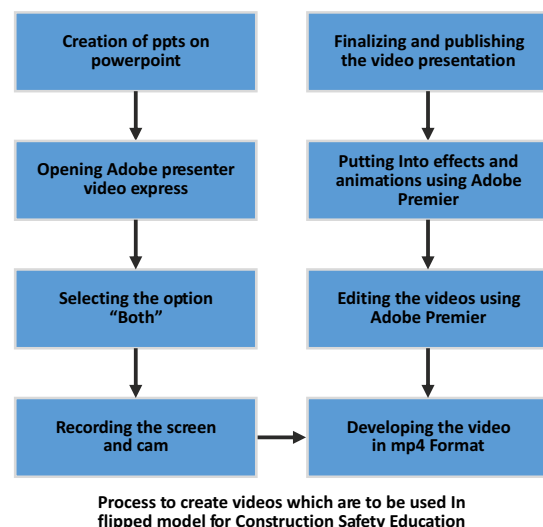 Creation of ppts on
powerpoint
Opening Adobe presenter
video express
Selecting the option
“Both”
Recording the screen
and cam
Finalizing and publishing
the video presentation
Putting Into effects and
animations using Adobe
Premier
Editing the videos using
Adobe Premier
Developing the video
in mp4 Format
Process to create videos which are to be used In
flipped model for Construction Safety Education